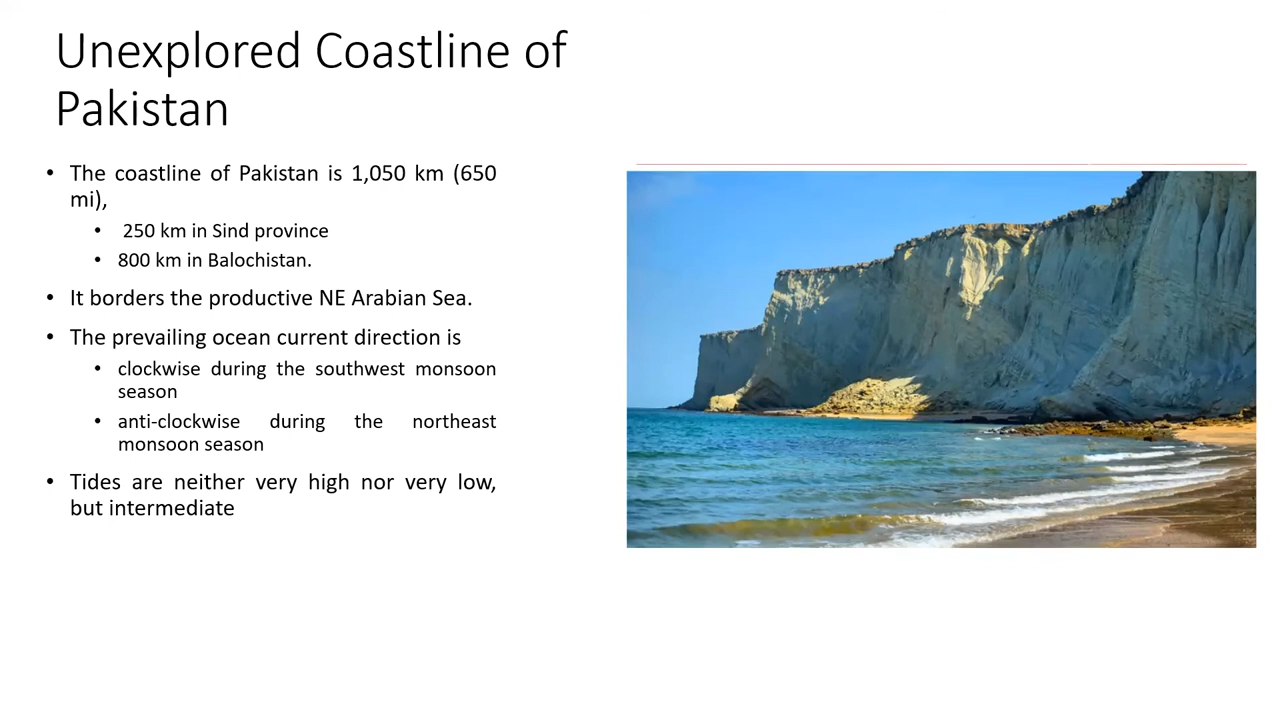 Unexplored Coastline of
Pakistan
• The coastline of Pakistan is 1,050 km (650
mi),
• 250 km in Sind province
• 800 km in Balochistan.
• It borders the productive NE Arabian Sea.
• The prevailing ocean current direction is
• clockwise during the southwest monsoon
season
• anti-clockwise during the northeast
monsoon season
• Tides are neither very high nor very low,
but intermediate